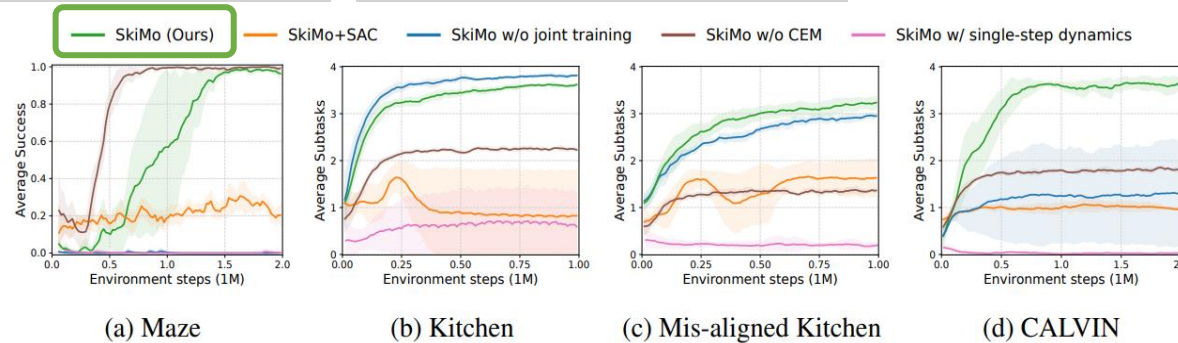 SkiMo (Ours) SkiMo+SAC SkiMo w/o joint training SkiMo w/o CEM SkiMo w/ single-step dynamics
Average Success
1.0
0.8
0.6
0.4
0.2
0.0
0.0 0.5 1.0 1.5 2.0
Environment steps (1M)
(a) Maze
Average Subtasks
4
3
2
1
0
0.00 0.25 0.50 0.75 1.00
Environment steps (1M)
(b) Kitchen
Average Subtasks
4
3
2
1
0
0.00 0.25 0.50 0.75 1.00
Environment steps (1M)
(c) Mis-aligned Kitchen
Average Subtasks
4
3
2
1
0
0.0 0.5 1.0 1.5
Environment steps (1M)
(d) CALVIN